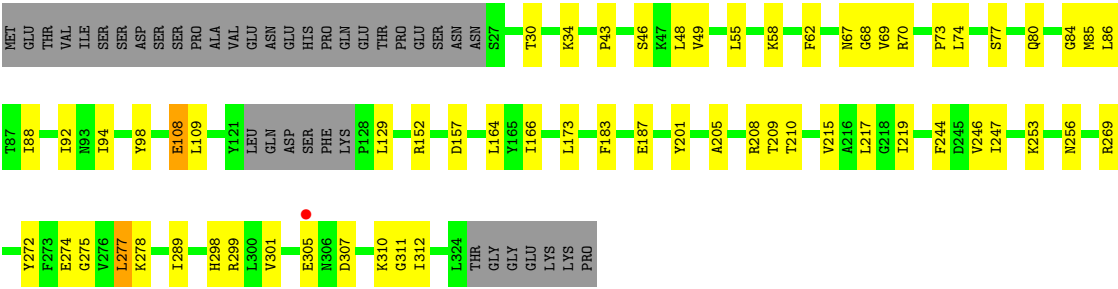 MET GLU THR VAL ILE SER SER ASP SER SER PRO ALA VAL GLU ASN GLU HIS PRO GLN GLU THR PRO GLU SER ASN ASN S27 T30 K34 P43 S46 K47 L48 V49 L55 K58 F62 N67 G68 V69 R70 P73 L74 S77 Q80 G84 M85 L86
T87 I88 I92 N93 I94 Y98 E108 L109 Y121 LEU GLN ASP SER PHE LYS P128 L129 R152 D157 L164 Y165 I166 L173 F183 E187 Y201 A205 R208 T209 T210 V215 A216 L217 G218 I219 F244 D245 V246 I247 K253 N256 R269
Y272 F273 E274 G275 V276 L277 K278 I289 H298 R299 L300 V301 E305 N306 D307 K310 G311 I312 L324 THR GLY GLY GLU LYS LYS PRO